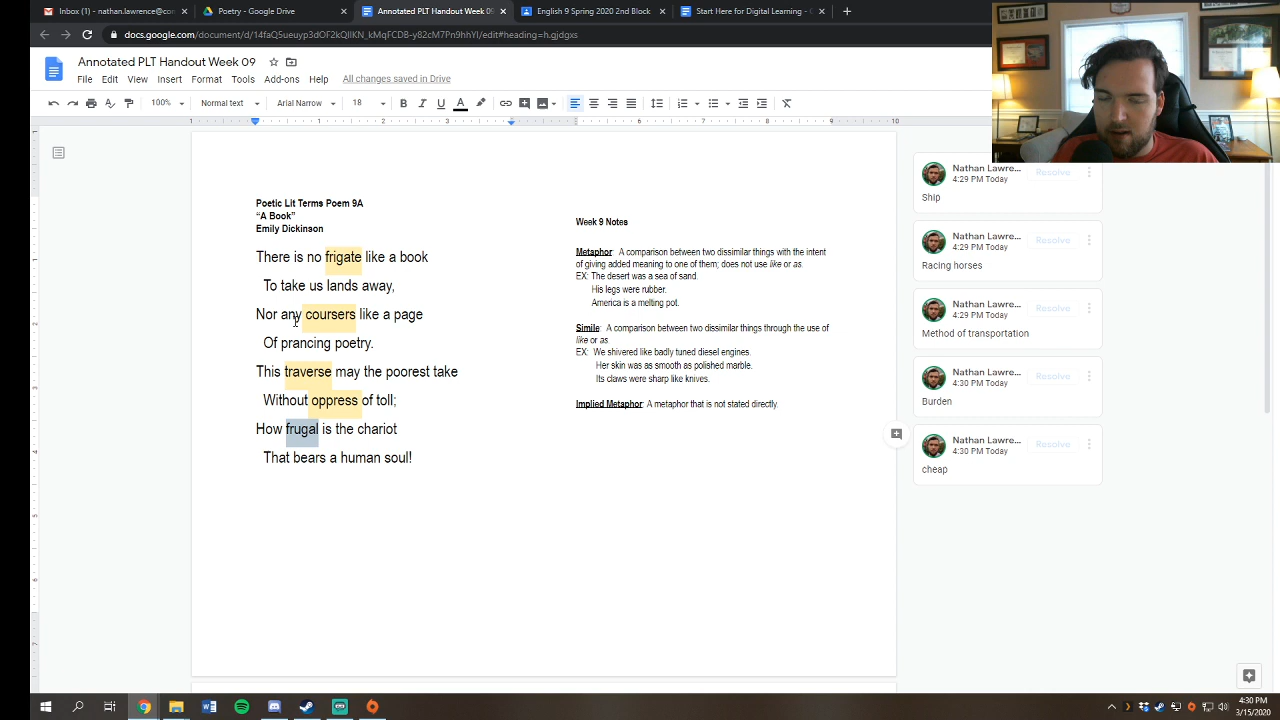 Inbox (1) - nathan.lawrence@cor
Poetry - Google Drive
Annotated PLT Handout Week 09
English 9 Spring 2020 2nd Block
Start Here for Digital Learning -
Annotated PLT Handout Week 09
File Edit View Insert Format Tools Add-ons Help All changes saved in Drive
100% Normal text Arial Narrow 18
Poetic Lit Terms Poem 9A
“A Book”
Emily Dickinson
There is no frigate like a book
To take us lands away,
Nor any coursers like a page
Of prancing poetry.
This traverse may the poorest take
Without oppress of toll;
How frugal is the chariot
That bears a human soul!
Week 9 Notes
Metaphor: A comparison between two dissimilar things with the intent
of giving added meaning to one of them; does not use like or as.
EX: The desert was a sea of sand.
His legs were rubber.
America is a melting pot.
Simile: A comparison between two dissimilar things through the use of
like or as.
EX: We shivered like badly tuned diesel engines.
Her skin was as smooth as polished marble.
Its claws were sharp like knives.
Implied Metaphor: A metaphor that is not stated directly.
Nathan Lawre... Resolve
4:29 PM Today
Ship
Nathan Lawre... Resolve
4:29 PM Today
Racing horses
Nathan Lawre... Resolve
4:29 PM Today
Method of transportation
Nathan Lawre... Resolve
4:30 PM Today
Burden
Nathan Lawre... Resolve
4:30 PM Today
cheap
4:30 PM
3/15/2020